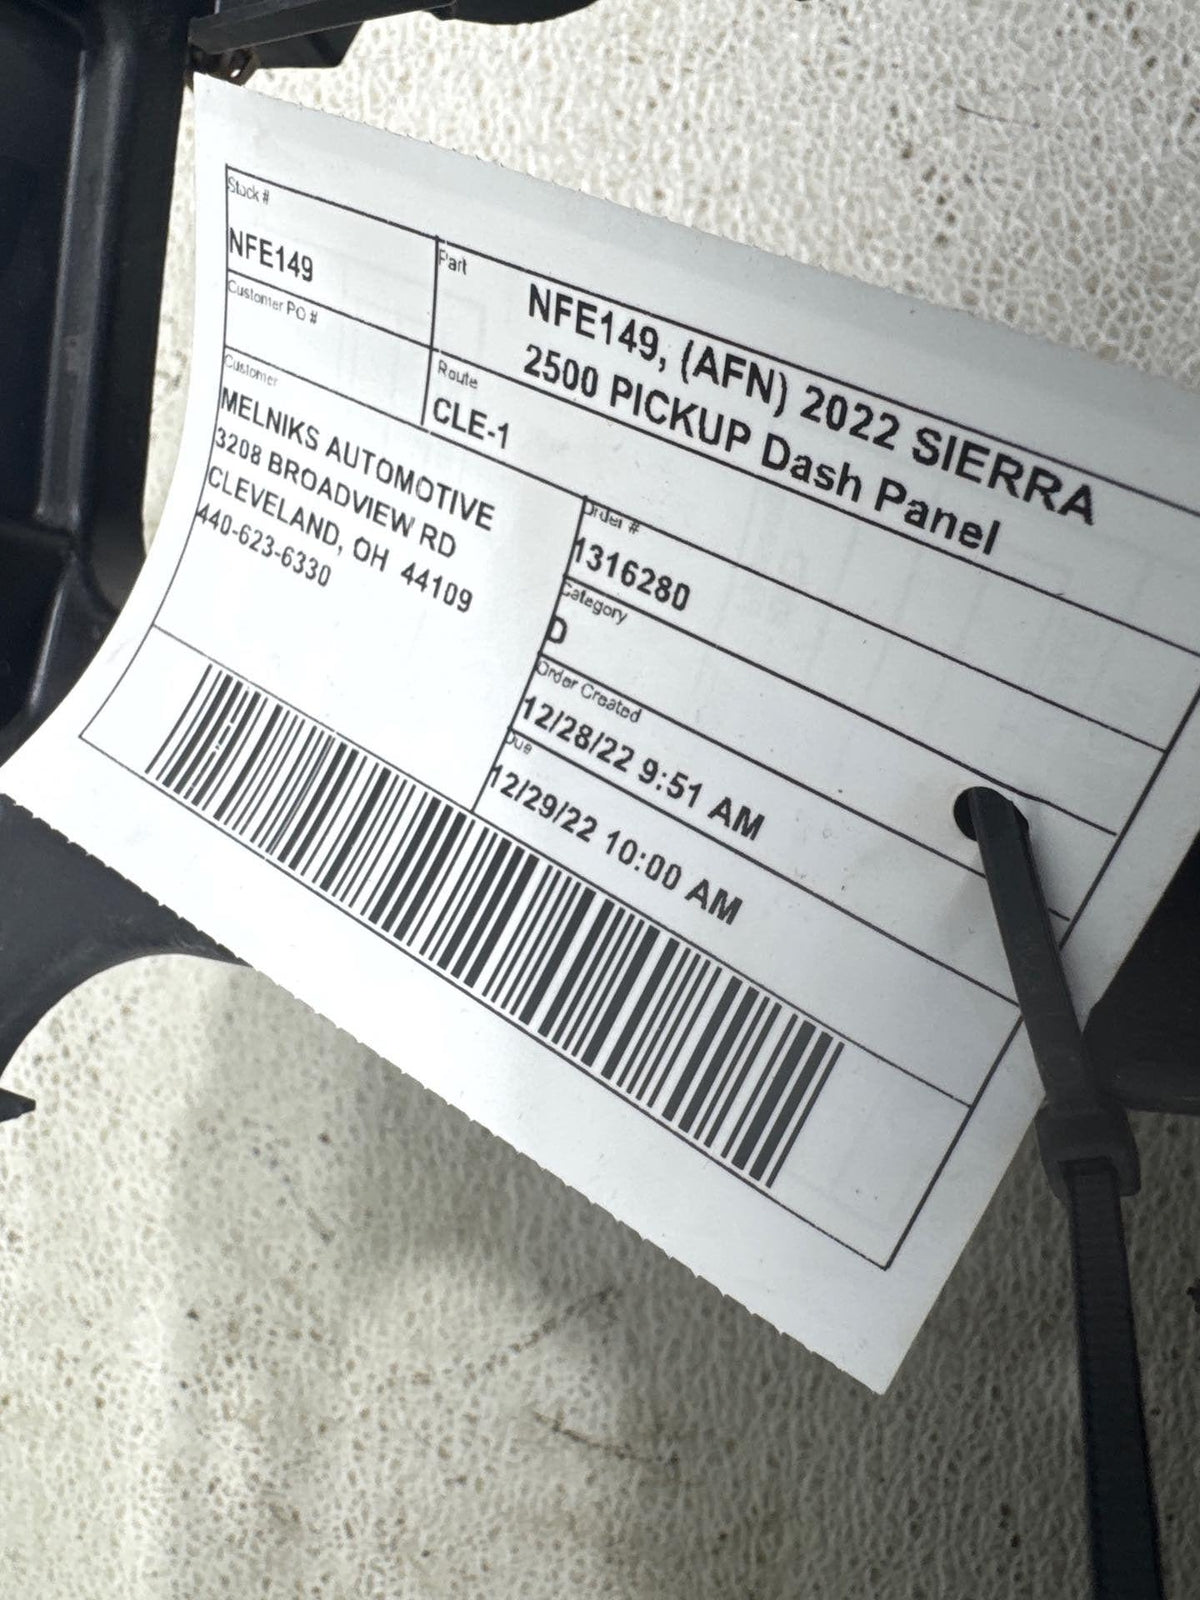 Stock #
NFE149
Part
NFE149, (AFN) 2022 SIERRA
2500 PICKUP Dash Panel
Customer PO #
Route
CLE-1
Customer
MELNIKS AUTOMOTIVE
3208 BROADVIEW RD
CLEVELAND, OH 44109
440-623-6330
Order #
1316280
Category
D
Order Created
12/28/22 9:51 AM
Due
12/29/22 10:00 AM